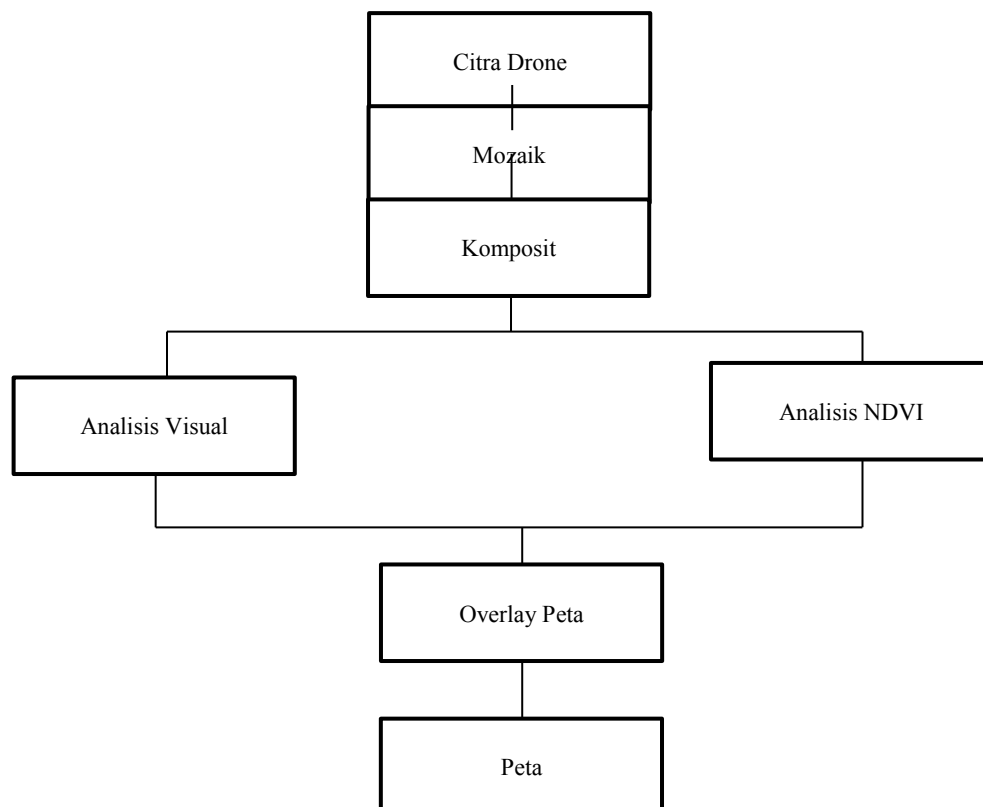 Citra Drone
Mozaik
Komposit
Analisis Visual
Analisis NDVI
Overlay Peta
Peta